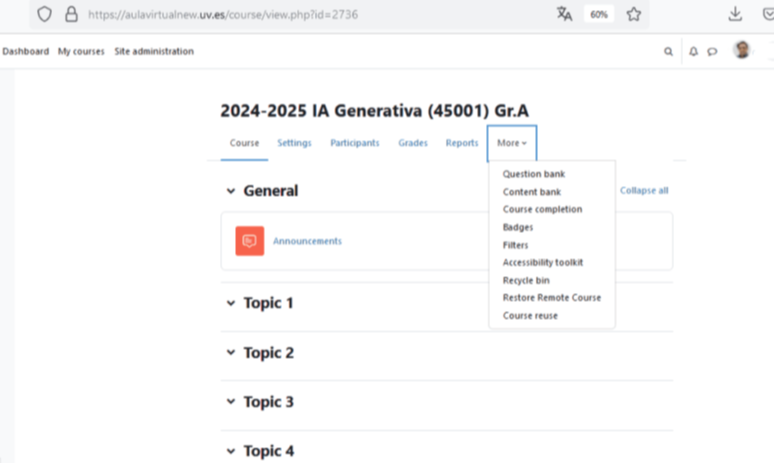 https://aulavirtualnew.uv.es/course/view.php?id=2736
60%
Dashboard My courses Site administration
2024-2025 IA Generativa (45001) Gr.A
Course Settings Participants Grades Reports More
General
Collapse all
Announcements
Topic 1
Topic 2
Topic 3
Topic 4
Question bank
Content bank
Course completion
Badges
Filters
Accessibility toolkit
Recycle bin
Restore Remote Course
Course reuse